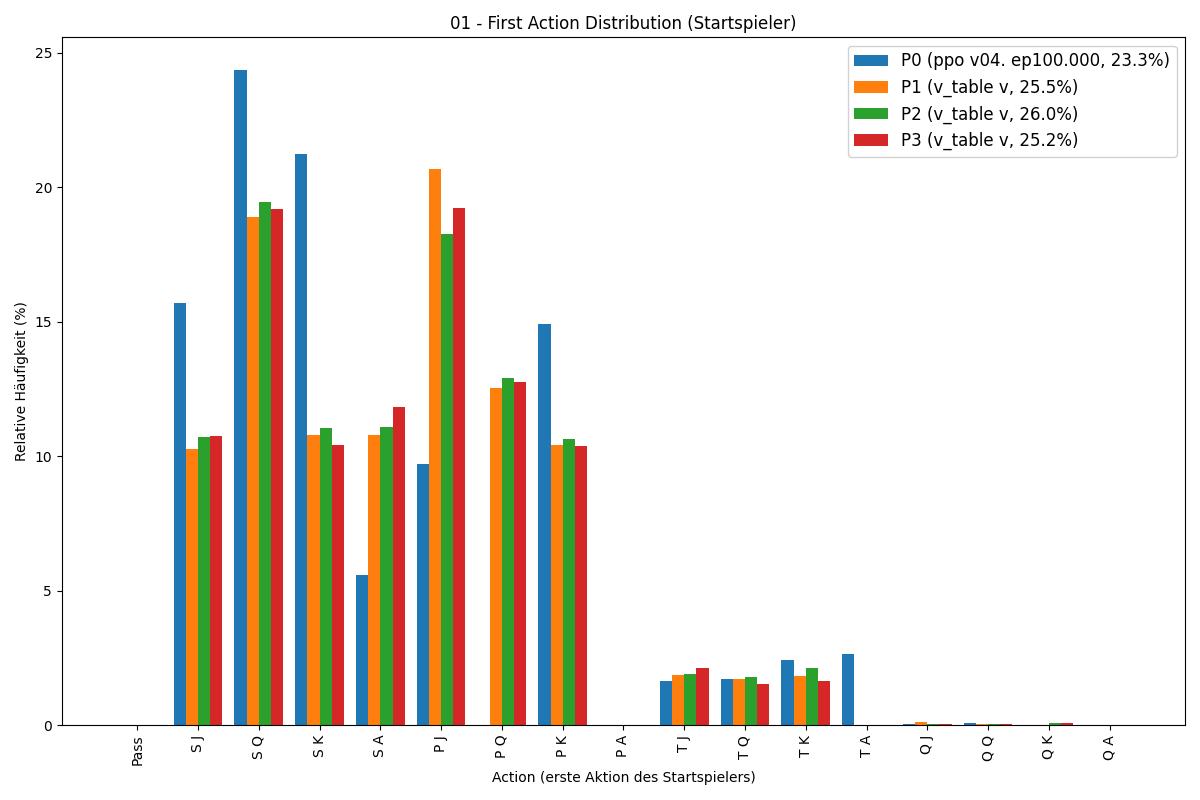 01 - First Action Distribution (Startspieler)
P0 (ppo v04. ep100.000, 23.3%)
P1 (v_table v, 25.5%)
P2 (v_table v, 26.0%)
P3 (v_table v, 25.2%)
Relative Häufigkeit (%)
25
20
15
10
5
0
Pass
S J
S Q
S K
S A
P J
P Q
P K
P A
T J
T Q
T K
T A
Q J
Q Q
Q K
Q A
Action (erste Aktion des Startspielers)